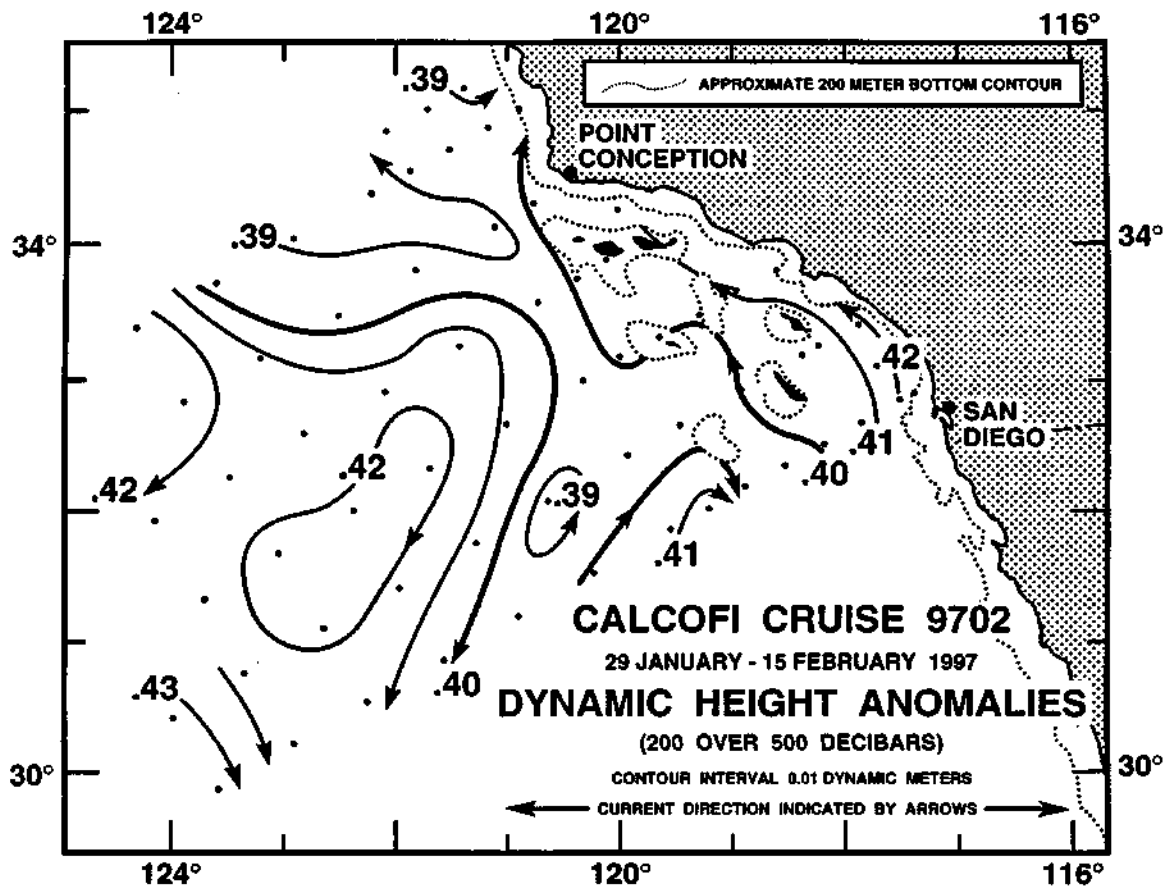 124° 120° 116°
APPROXIMATE 200 METER BOTTOM CONTOUR
.39
POINT
CONCEPTION
34° .39 34°
.42
SAN
DIEGO
.41
.40
.42 .42
.39
.41
CALCOFI CRUISE 9702
29 JANUARY - 15 FEBRUARY 1997
.43 .40
DYNAMIC HEIGHT ANOMALIES
(200 OVER 500 DECIBARS)
30° 30°
CONTOUR INTERVAL 0.01 DYNAMIC METERS
CURRENT DIRECTION INDICATED BY ARROWS
124° 120° 116°